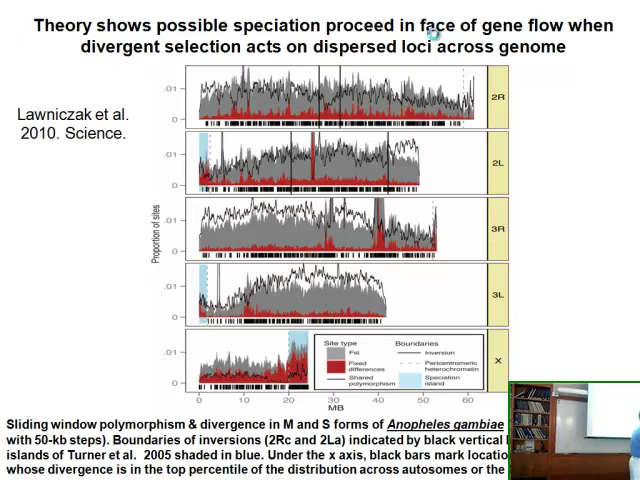 Theory shows possible speciation proceed in face of gene flow when
divergent selection acts on dispersed loci across genome
Lawniczak et al.
2010. Science.
Proportion of sites
.01
0
2R
.01
0
2L
.01
0
3R
.01
0
3L
.01
0
X
Site type
Fst
Fixed
differences
Shared
polymorphism
Boundaries
Inversion
Pericentromeric
heterochromatin
Speciation
island
0 10 20 30 40 50 60
MB
Sliding window polymorphism & divergence in M and S forms of Anopheles gambiae
with 50-kb steps). Boundaries of inversions (2Rc and 2La) indicated by black vertical
islands of Turner et al. 2005 shaded in blue. Under the x axis, black bars mark
whose divergence is in the top percentile of the distribution across autosomes or the